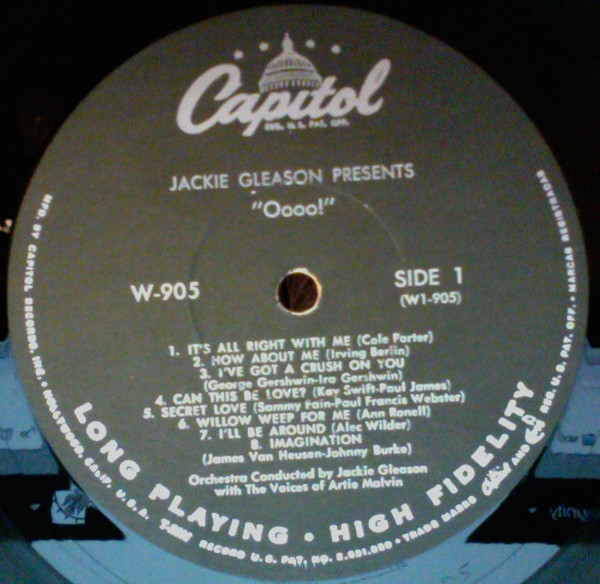 Capitol
REG. U. S. PAT. OFF.
JACKIE GLEASON PRESENTS
"Oooo!"
W-905
SIDE 1
(W1-905)
1. IT'S ALL RIGHT WITH ME (Cole Porter)
2. HOW ABOUT ME (Irving Berlin)
3. I'VE GOT A CRUSH ON YOU
(George Gershwin-Ira Gershwin)
4. CAN THIS BE LOVE? (Kay Swift-Paul James)
5. SECRET LOVE (Sammy Fain-Paul Francis Webster)
6. WILLOW WEEP FOR ME (Ann Ronell)
7. I'LL BE AROUND (Alec Wilder)
8. IMAGINATION
(James Van Heusen-Johnny Burke)
Orchestra Conducted by Jackie Gleason
with The Voices of Artie Malvin
LONG PLAYING • HIGH FIDELITY
MFD. BY CAPITOL RECORDS, INC. • HOLLYWOOD, CALIF. U. S. A. RECORD U. S. PAT. NO. 2,631,859 • TRADE MARKS Capitol AND REG. U. S. PAT. OFF. • MARCAS REGISTRADAS